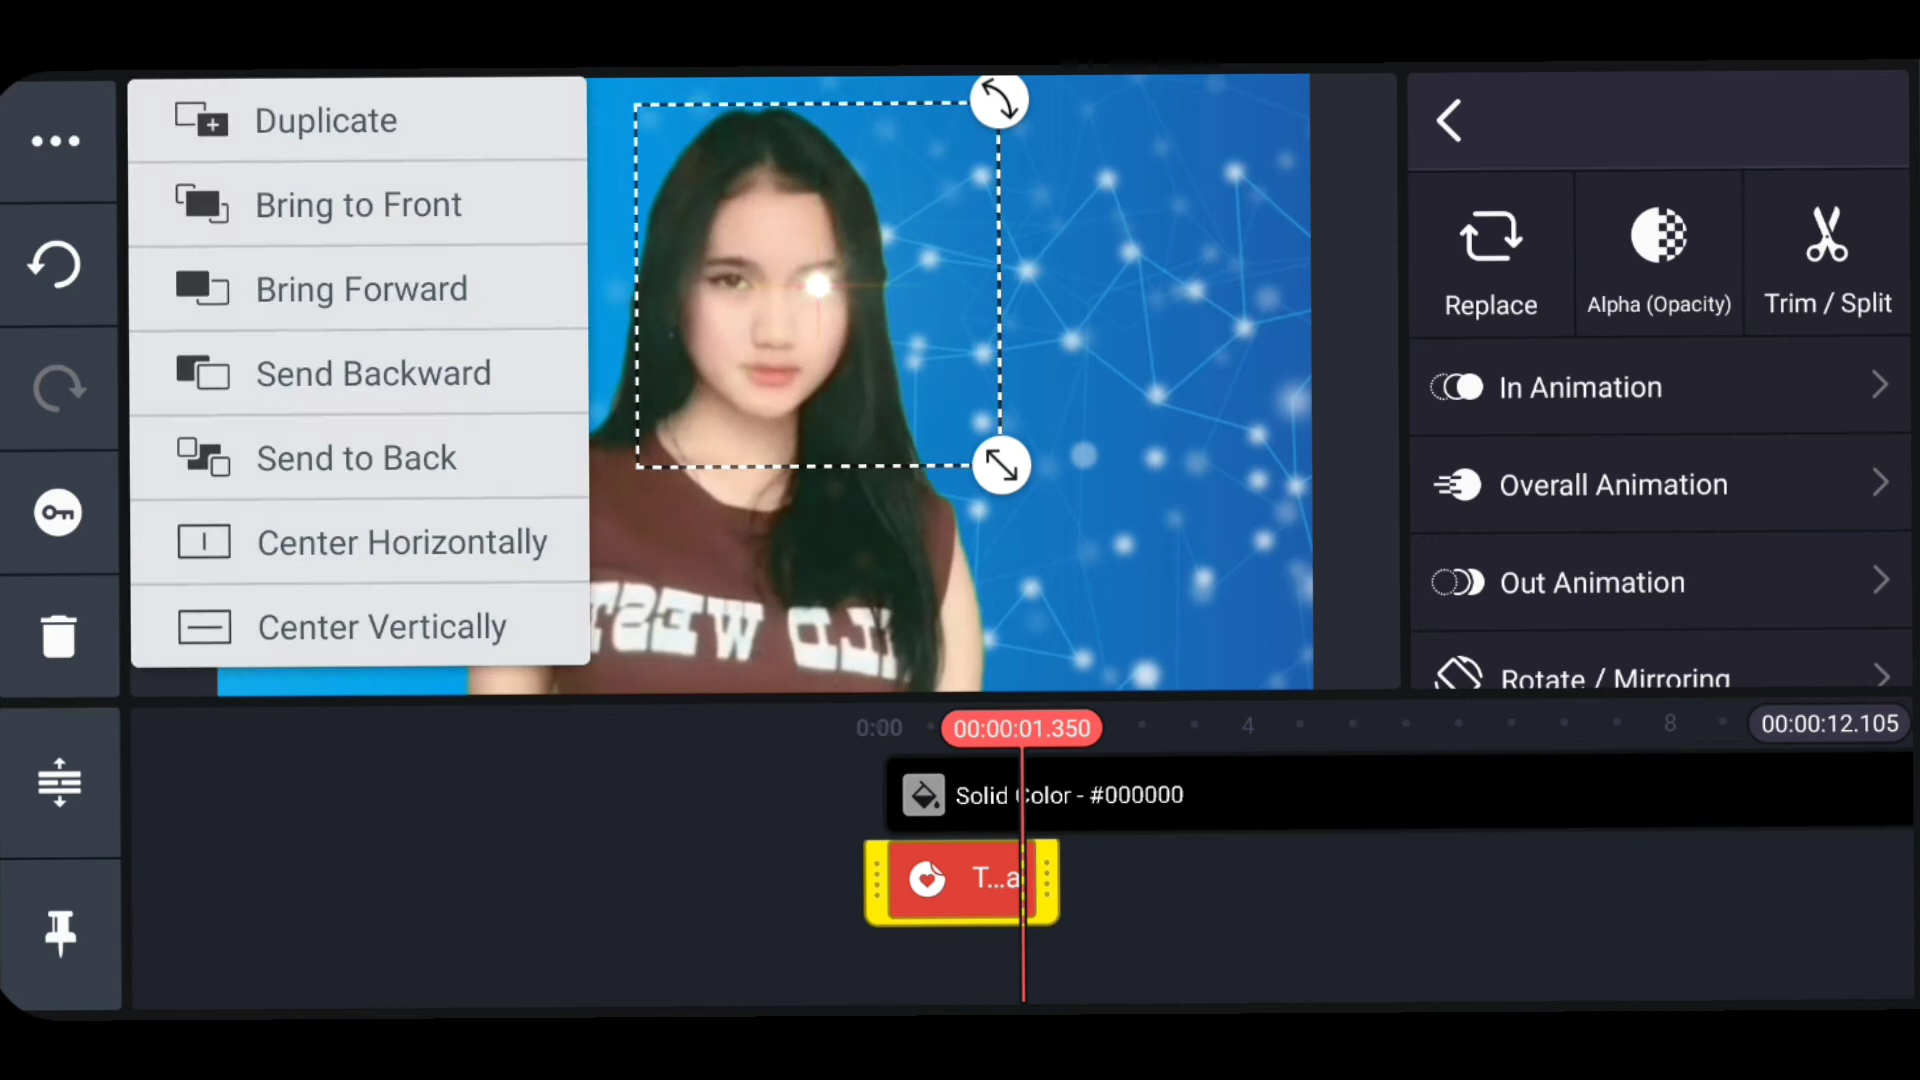 Duplicate
Bring to Front
Bring Forward
Send Backward
Send to Back
Center Horizontally
Center Vertically
Replace
Alpha (Opacity)
Trim / Split
In Animation
Overall Animation
Out Animation
Rotate / Mirroring
0:00
00:00:01.350
4
8
00:00:12.105
Solid Color - #000000
T...a